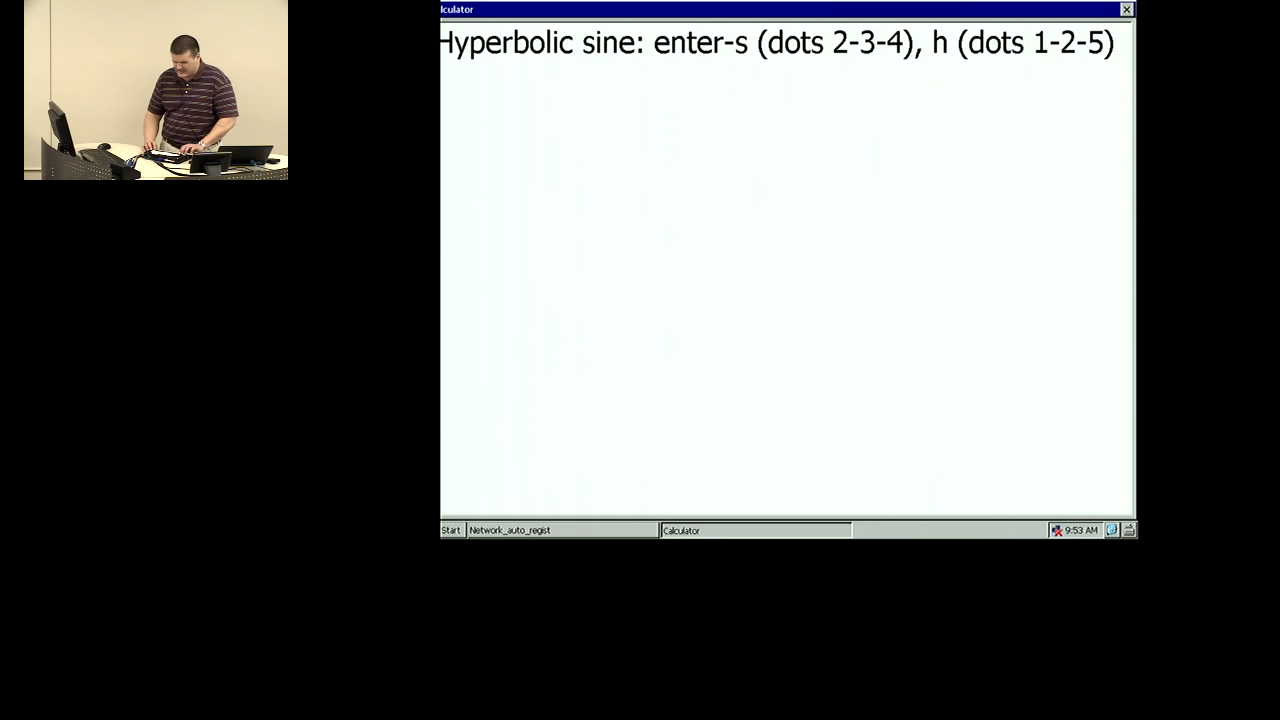 lculator
Hyperbolic sine: enter-s (dots 2-3-4), h (dots 1-2-5)
Start
Network_auto_regist
Calculator
9:53 AM